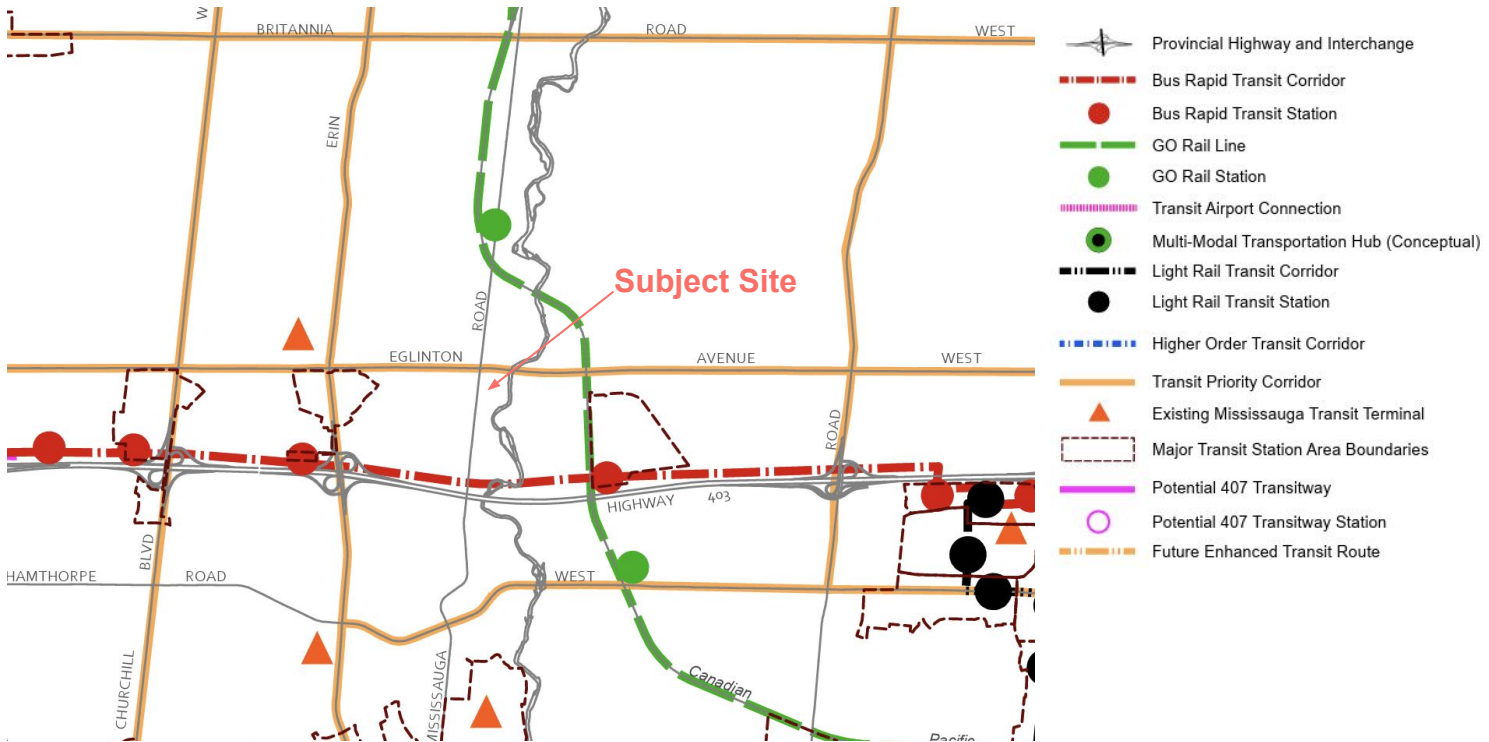 W
BRITANNIA
ROAD
WEST
ERIN
Subject Site
ROAD
EGLINTON
AVENUE
WEST
ROAD
HIGHWAY
403
BLVD
HAMTHORPE
ROAD
WEST
CHURCHILL
MISSISSAUGA
Canadian
Pacific
Provincial Highway and Interchange
Bus Rapid Transit Corridor
Bus Rapid Transit Station
GO Rail Line
GO Rail Station
Transit Airport Connection
Multi-Modal Transportation Hub (Conceptual)
Light Rail Transit Corridor
Light Rail Transit Station
Higher Order Transit Corridor
Transit Priority Corridor
Existing Mississauga Transit Terminal
Major Transit Station Area Boundaries
Potential 407 Transitway
Potential 407 Transitway Station
Future Enhanced Transit Route